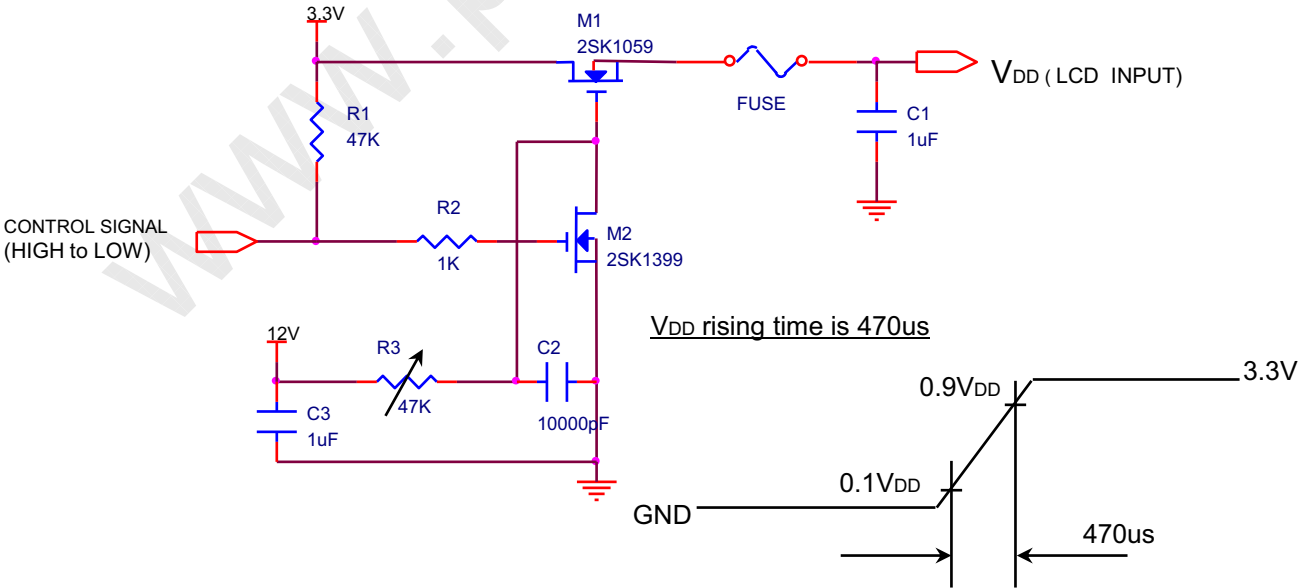 3.3V
M1
2SK1059
R1
47K
FUSE
VDD ( LCD INPUT)
C1
1uF
CONTROL SIGNAL
(HIGH to LOW)
R2
1K
M2
2SK1399
12V
R3
47K
C2
10000pF
C3
1uF
VDD rising time is 470us
0.9VDD
3.3V
0.1VDD
GND
470us
www.p